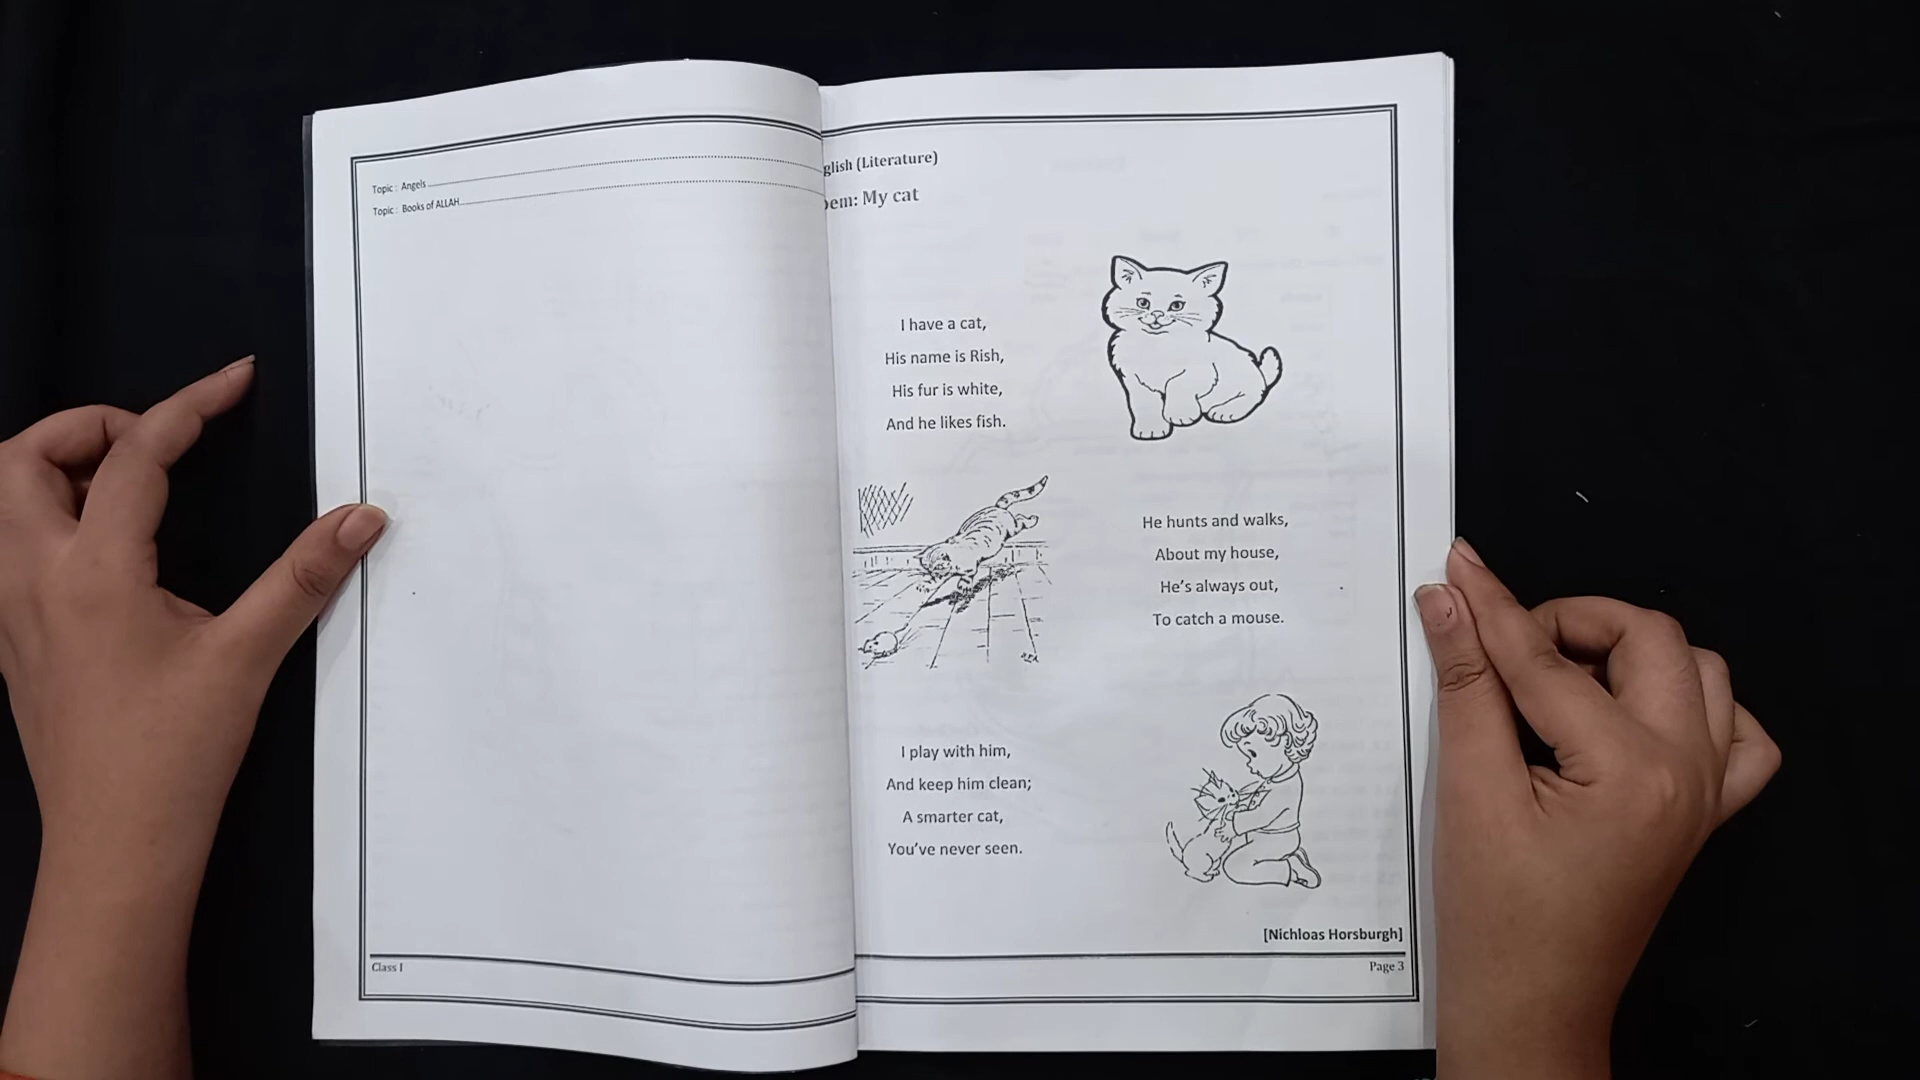 Topic : Angels
Topic : Books of ALLAH
Class I
glish (Literature)
em: My cat
I have a cat,
His name is Rish,
His fur is white,
And he likes fish.
He hunts and walks,
About my house,
He's always out,
To catch a mouse.
I play with him,
And keep him clean;
A smarter cat,
You've never seen.
[Nichloas Horsburgh]
Page 3